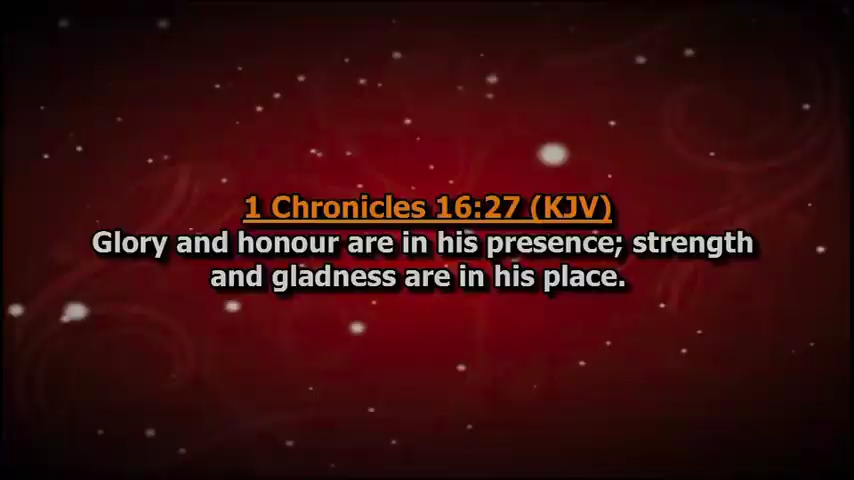 1 Chronicles 16:27 (KJV)
Glory and honour are in his presence; strength
and gladness are in his place.